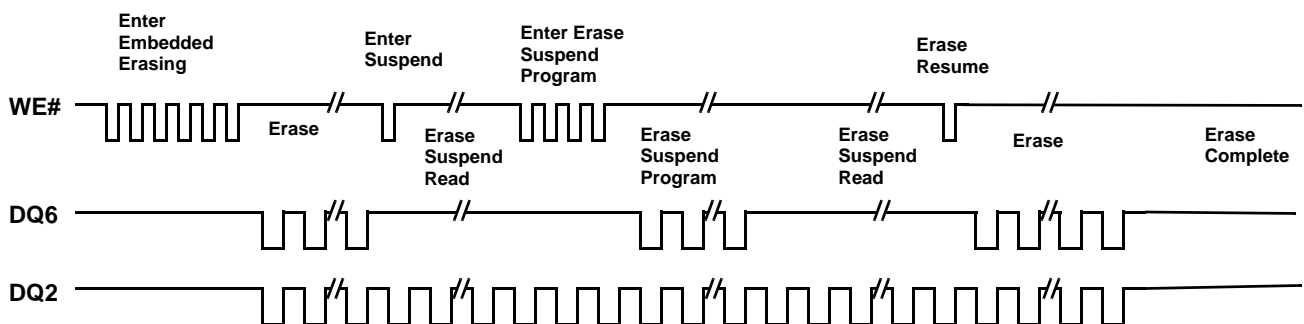 Enter
Embedded
Erasing
Enter
Suspend
Enter Erase
Suspend
Program
Erase
Resume
WE#
Erase
Erase
Suspend
Read
Erase
Suspend
Program
Erase
Suspend
Read
Erase
Erase
Complete
DQ6
DQ2